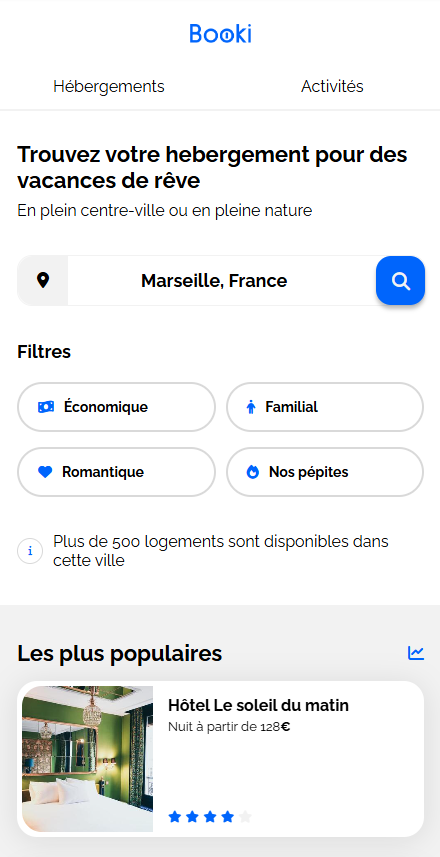 Booki
Hébergements Activités
Trouvez votre hebergement pour des
vacances de rêve
En plein centre-ville ou en pleine nature
Marseille, France
Filtres
Économique Familial
Romantique Nos pépites
Plus de 500 logements sont disponibles dans
cette ville
Les plus populaires
Hôtel Le soleil du matin
Nuit à partir de 128€